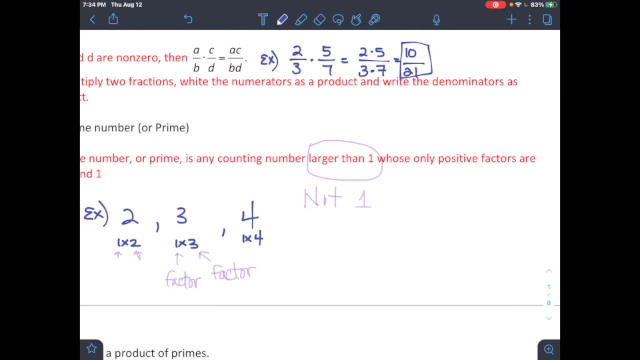 7:34 PM Thu Aug 12 83%
d d are nonzero, then a/b · c/d = ac/bd. Ex) 2/3 · 5/7 = 2·5/3·7 = 10/21
ltiply two fractions, white the numerators as a product and write the denominators as
ct.
me number (or Prime)
e number, or prime, is any counting number larger than 1 whose only positive factors are
and 1
Not 1
Ex) 2 , 3 , 4
1x2 1x3 1x4
factor factor
a product of primes.